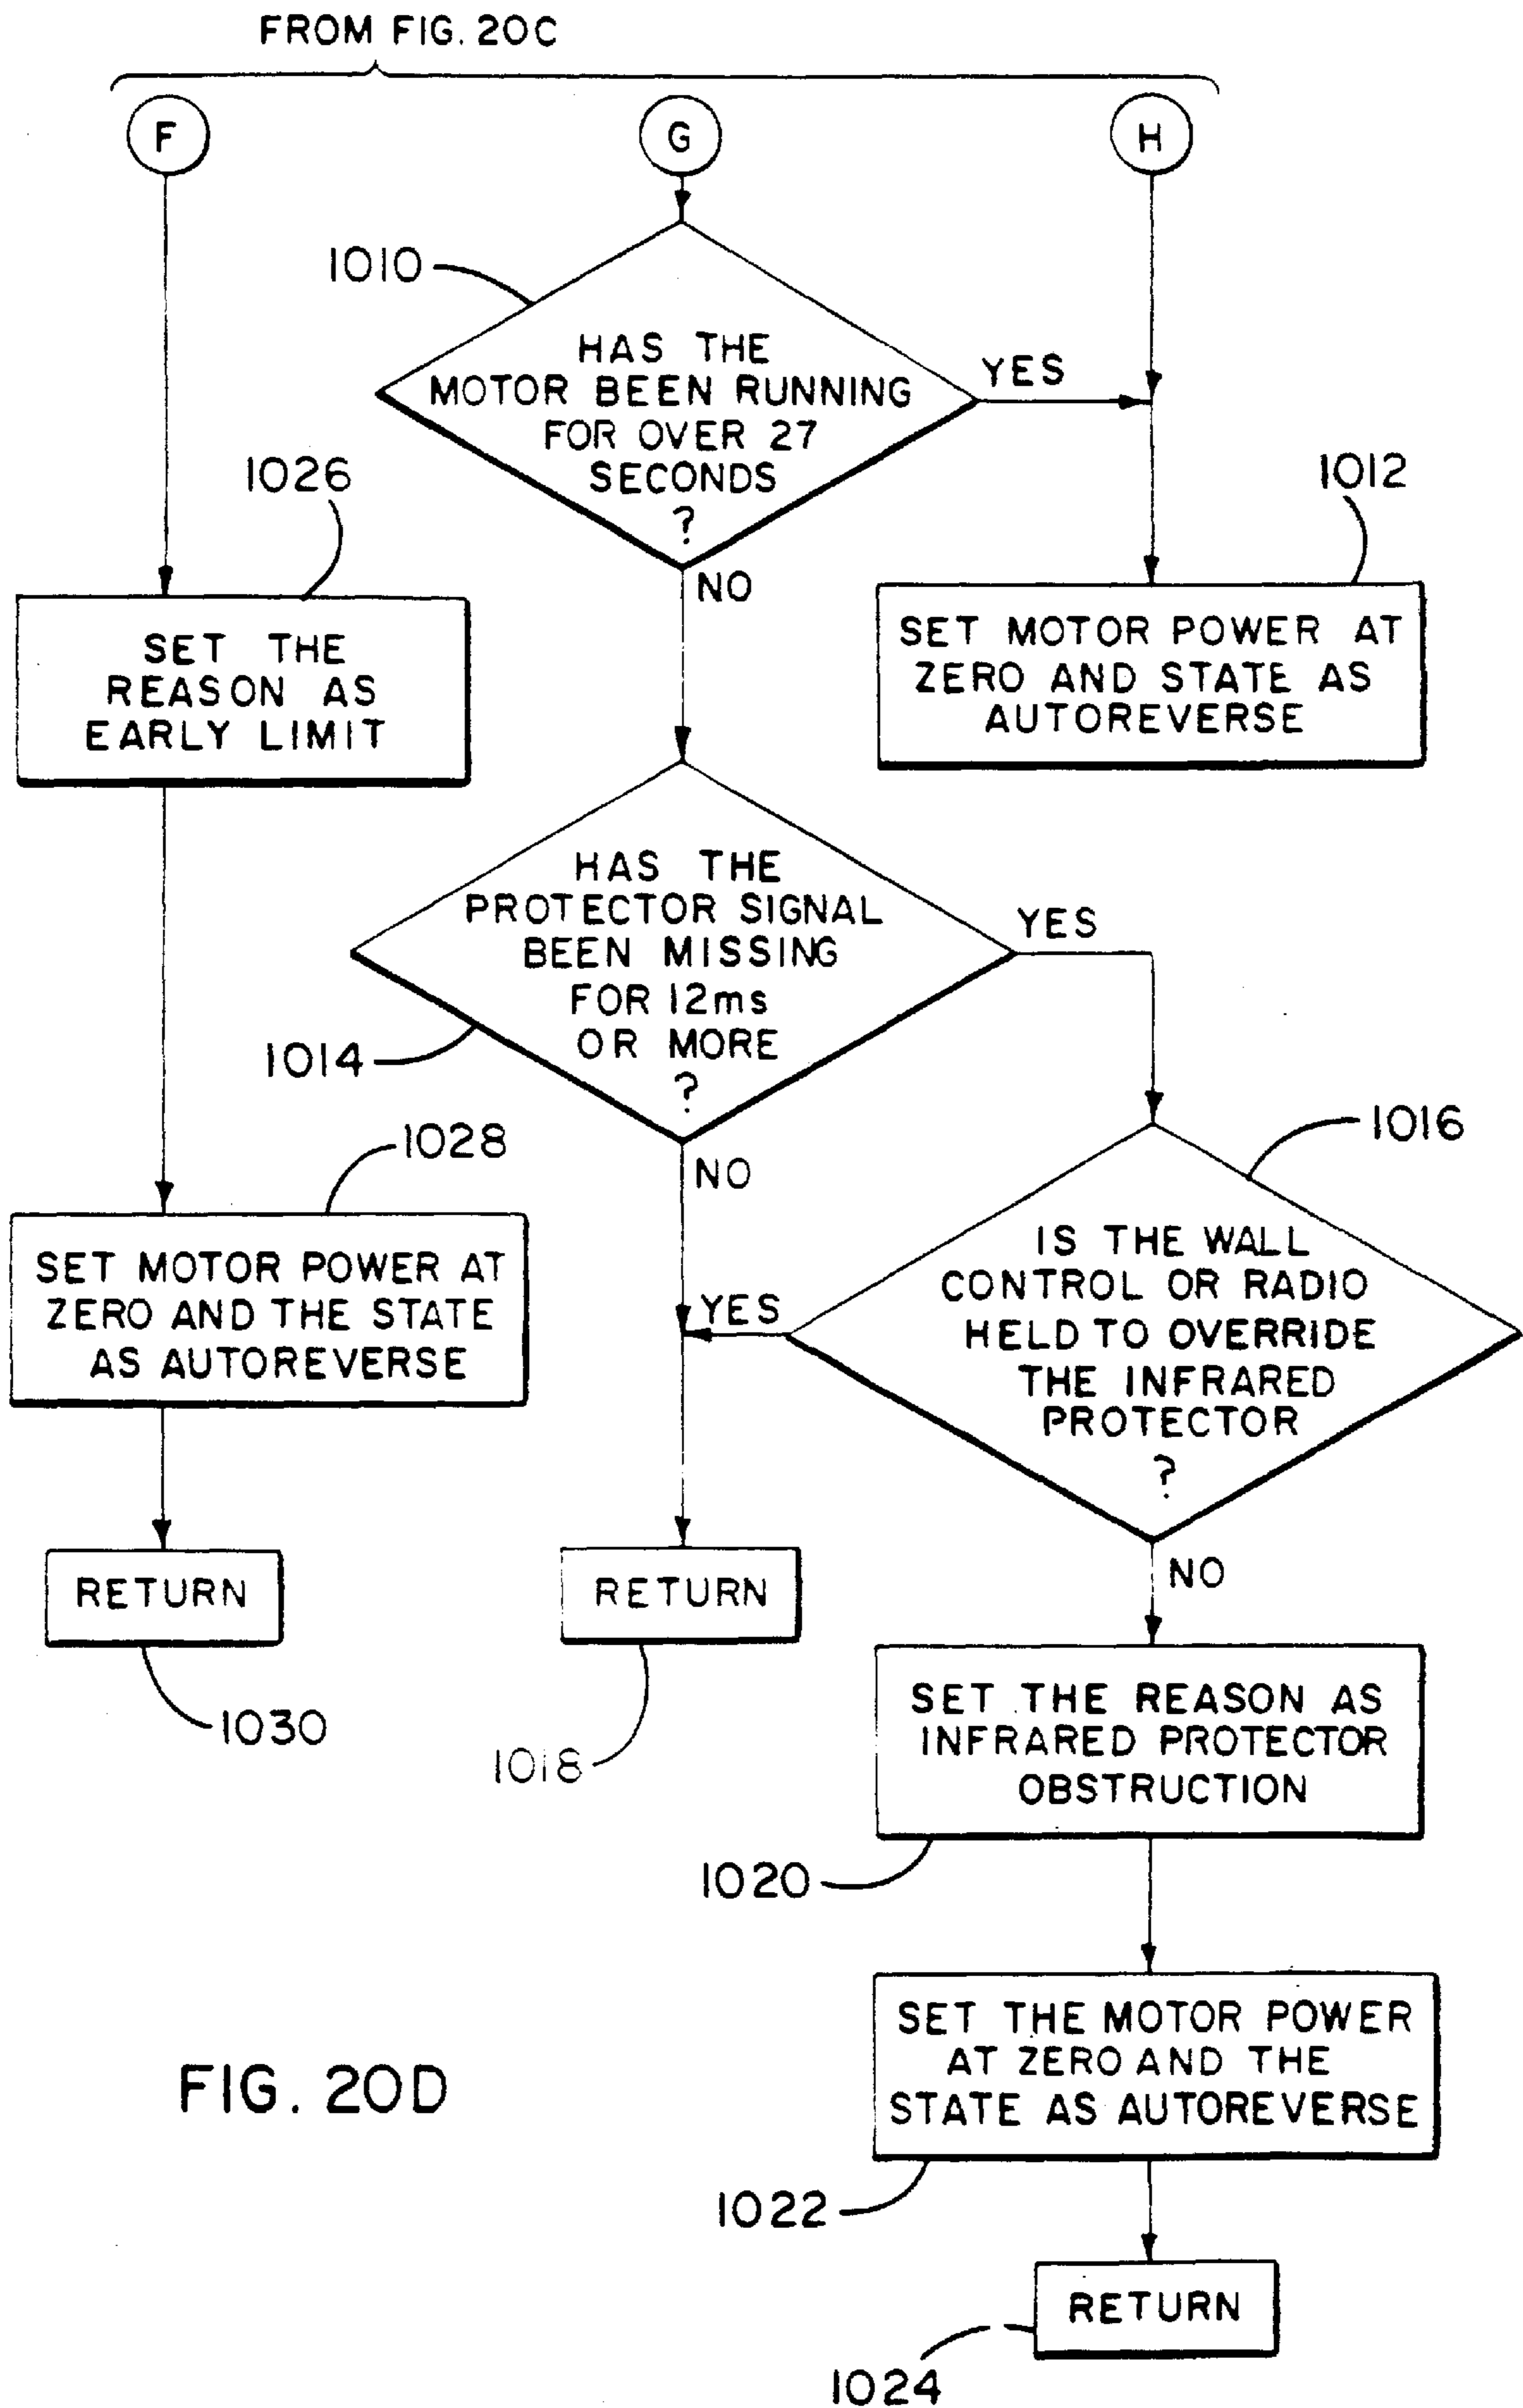 FROM FIG. 20C
F
G
H
1010
HAS THE
MOTOR BEEN RUNNING
FOR OVER 27
SECONDS
?
YES
NO
1026
SET THE
REASON AS
EARLY LIMIT
1012
SET MOTOR POWER AT
ZERO AND STATE AS
AUTOREVERSE
HAS THE
PROTECTOR SIGNAL
BEEN MISSING
FOR 12ms
OR MORE
?
YES
1014
NO
1028
SET MOTOR POWER AT
ZERO AND THE STATE
AS AUTOREVERSE
1016
IS THE WALL
CONTROL OR RADIO
HELD TO OVERRIDE
THE INFRARED
PROTECTOR
?
YES
NO
RETURN
1030
RETURN
1018
SET THE REASON AS
INFRARED PROTECTOR
OBSTRUCTION
1020
SET THE MOTOR POWER
AT ZERO AND THE
STATE AS AUTOREVERSE
1022
RETURN
1024
FIG. 20D